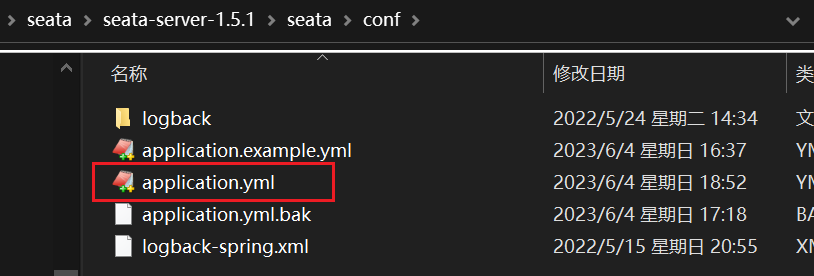 seata > seata-server-1.5.1 > seata > conf >
名称 修改日期 类
logback 2022/5/24 星期二 14:34 文
application.example.yml 2023/6/4 星期日 16:37 YM
application.yml 2023/6/4 星期日 18:52 YM
application.yml.bak 2023/6/4 星期日 17:18 BA
logback-spring.xml 2022/5/15 星期日 20:55 XM